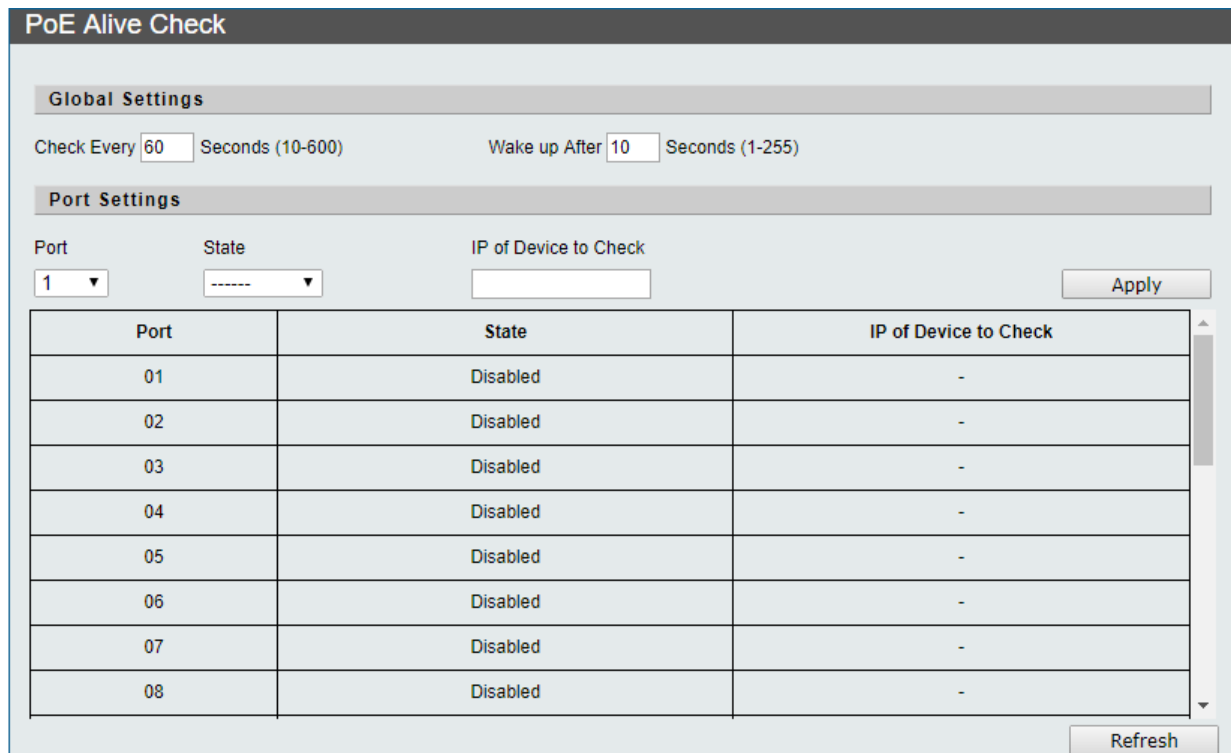 PoE Alive Check
Global Settings
Check Every 60 Seconds (10-600) Wake up After 10 Seconds (1-255)
Port Settings
Port State IP of Device to Check
1 ------ Apply
Port State IP of Device to Check
01 Disabled -
02 Disabled -
03 Disabled -
04 Disabled -
05 Disabled -
06 Disabled -
07 Disabled -
08 Disabled -
Refresh